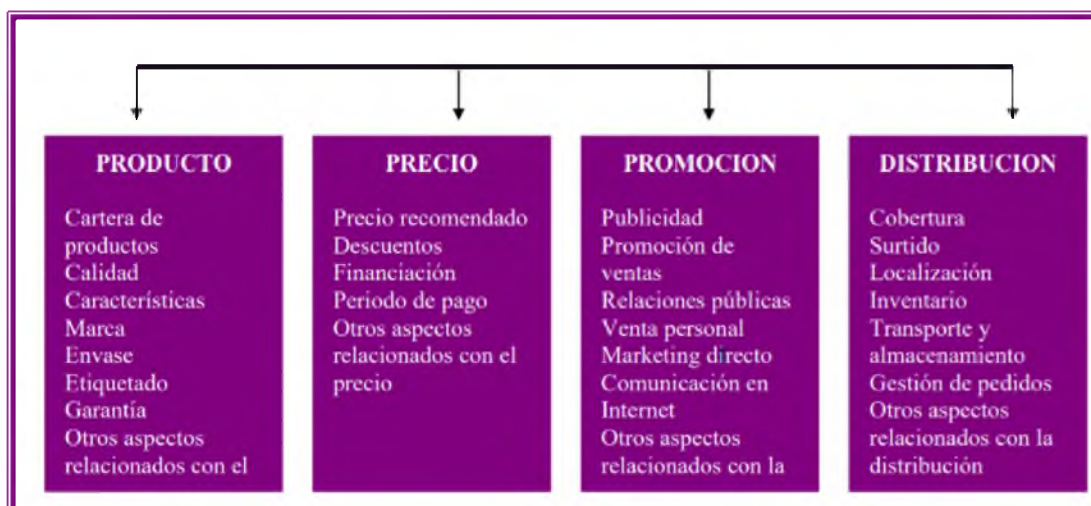 PRODUCTO
Cartera de
productos
Calidad
Características
Marca
Envase
Etiquetado
Garantía
Otros aspectos
relacionados con el
PRECIO
Precio recomendado
Descuentos
Financiación
Periodo de pago
Otros aspectos
relacionados con el
precio
PROMOCION
Publicidad
Promoción de
ventas
Relaciones públicas
Venta personal
Marketing directo
Comunicación en
Internet
Otros aspectos
relacionados con la
DISTRIBUCION
Cobertura
Surtido
Localización
Inventario
Transporte y
almacenamiento
Gestión de pedidos
Otros aspectos
relacionados con la
distribución